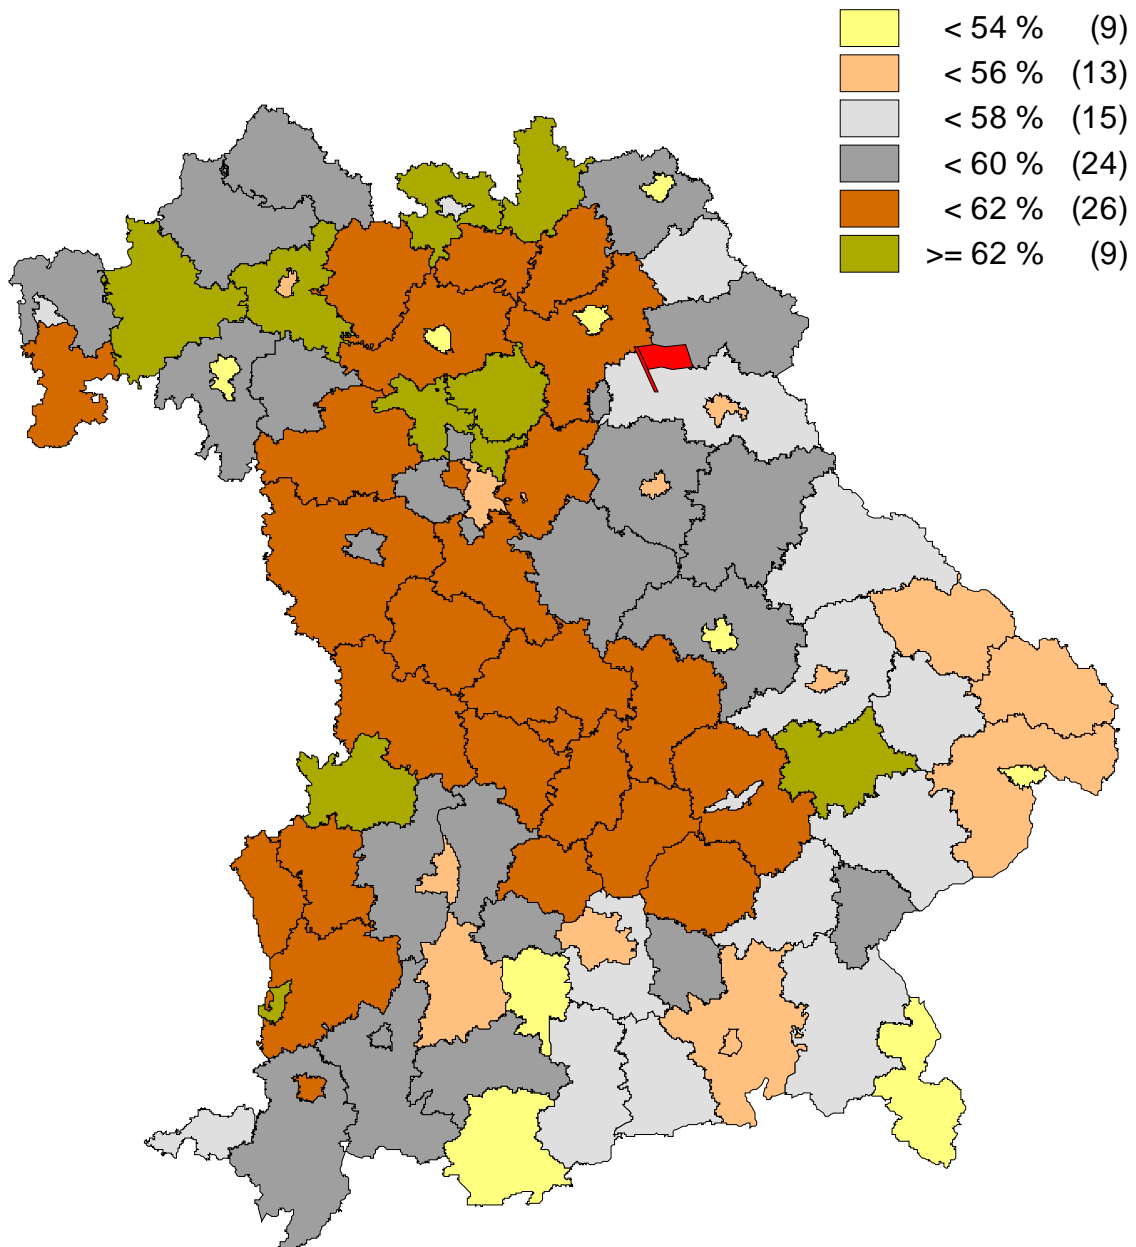 < 54 % (9)
< 56 % (13)
< 58 % (15)
< 60 % (24)
< 62 % (26)
>= 62 % (9)